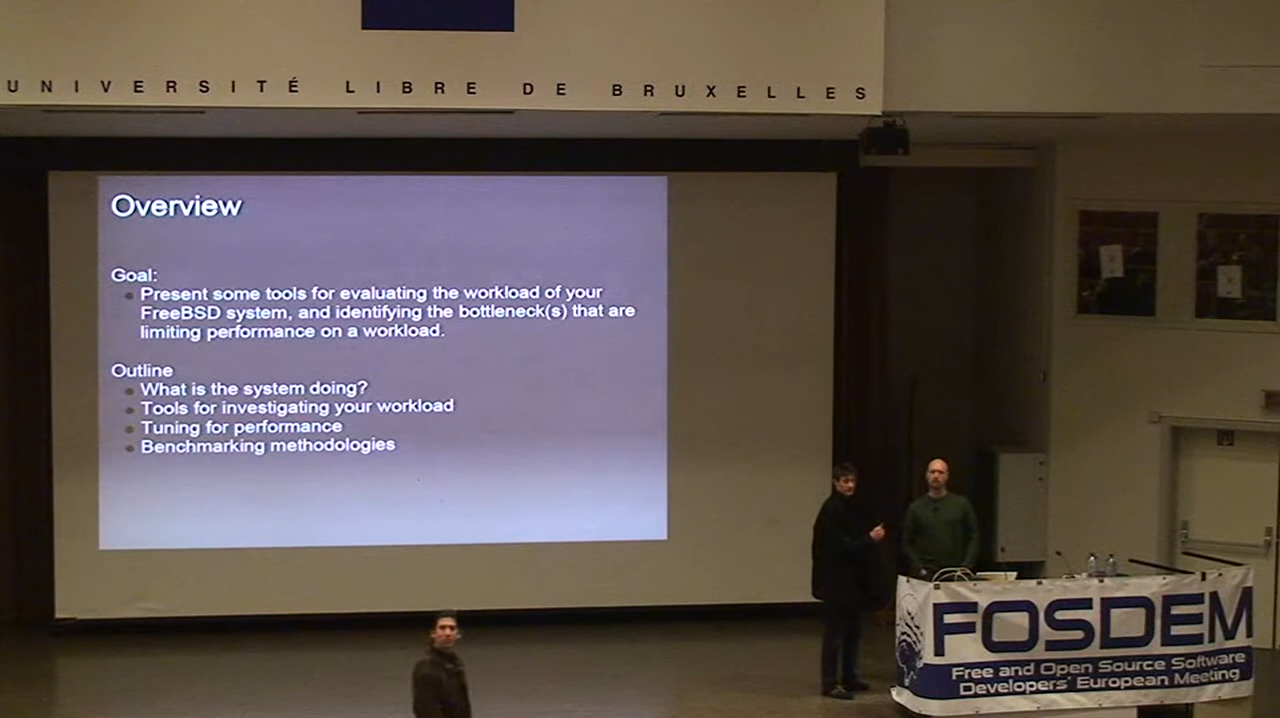 UNIVERSITÉ LIBRE DE BRUXELLES
Overview
Goal:
Present some tools for evaluating the workload of your
FreeBSD system, and identifying the bottleneck(s) that are
limiting performance on a workload.
Outline
What is the system doing?
Tools for investigating your workload
Tuning for performance
Benchmarking methodologies
FOSDEM
Free and Open Source Software
Developers' European Meeting